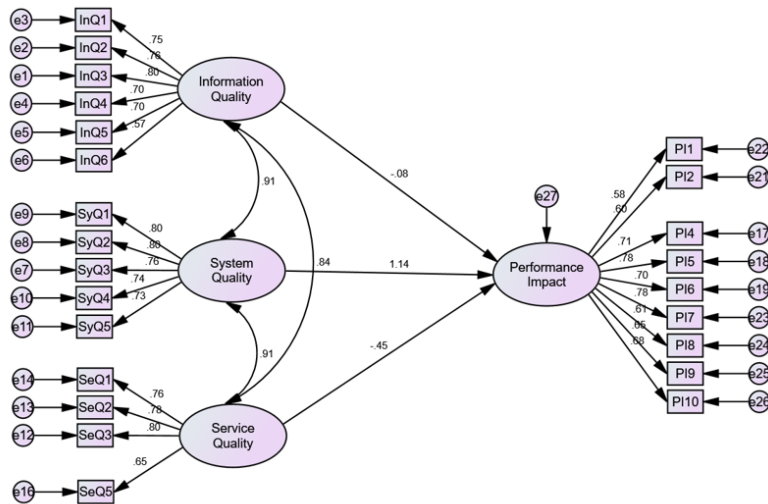 e3
InQ1
.75
e2
InQ2
.76
e1
InQ3
.80
e4
InQ4
.70
e5
InQ5
.70
e6
InQ6
.57
Information
Quality
e9
SyQ1
.80
e8
SyQ2
.80
e7
SyQ3
.76
e10
SyQ4
.74
e11
SyQ5
.73
System
Quality
e14
SeQ1
.76
e13
SeQ2
.78
e12
SeQ3
.80
e16
SeQ5
.65
Service
Quality
.91
.84
.91
-.08
1.14
-.45
e27
Performance
Impact
.58
PI1
e22
.60
PI2
e21
.71
PI4
e17
.78
PI5
e18
.70
PI6
e19
.78
PI7
e23
.61
PI8
e24
.65
PI9
e25
.68
PI10
e26